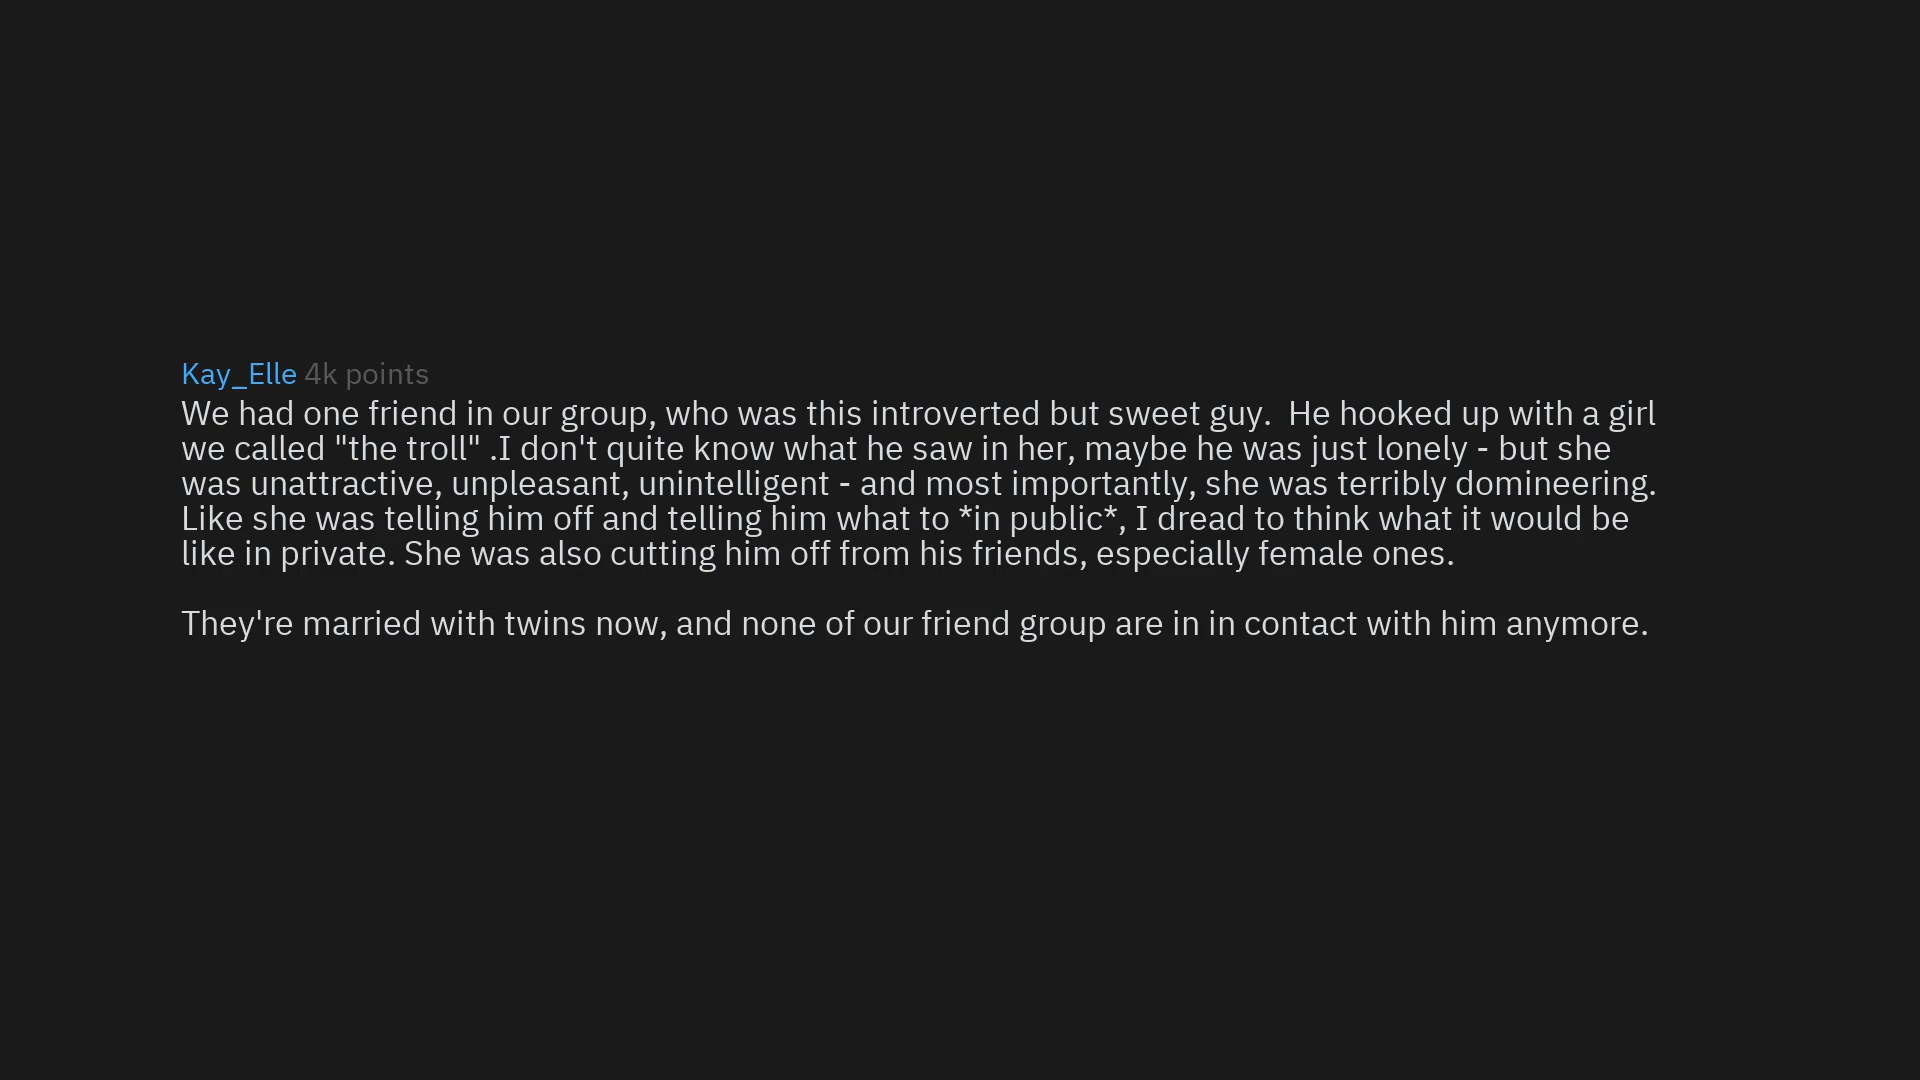 Kay_Elle 4k points
We had one friend in our group, who was this introverted but sweet guy.  He hooked up with a girl
we called "the troll" .I don't quite know what he saw in her, maybe he was just lonely - but she
was unattractive, unpleasant, unintelligent - and most importantly, she was terribly domineering.
Like she was telling him off and telling him what to *in public*, I dread to think what it would be
like in private. She was also cutting him off from his friends, especially female ones.
They're married with twins now, and none of our friend group are in in contact with him anymore.